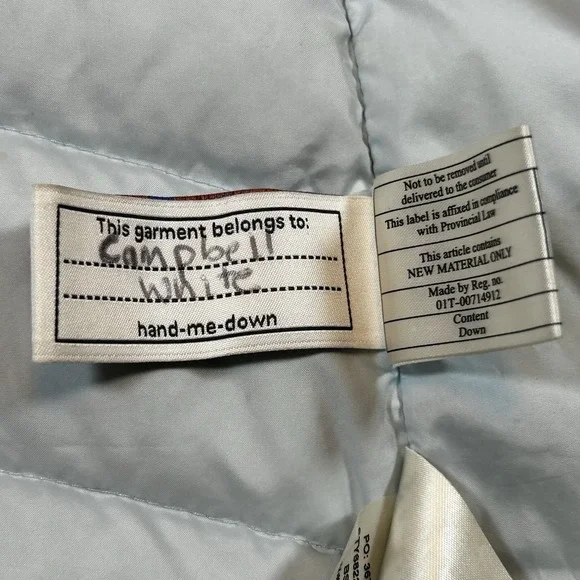 This garment belongs to:
Campbell
White
hand-me-down
Not to be removed until
delivered to the consumer
This label is affixed in compliance
with Provincial Law
This article contains
NEW MATERIAL ONLY
Made by Reg. no.
01T-00714912
Content
Down
PO: 36